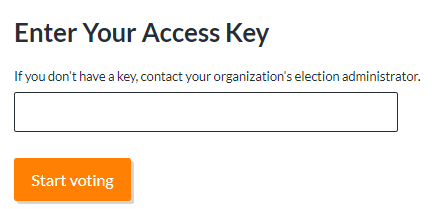 Enter Your Access Key
If you don't have a key, contact your organization's election administrator.
Start voting